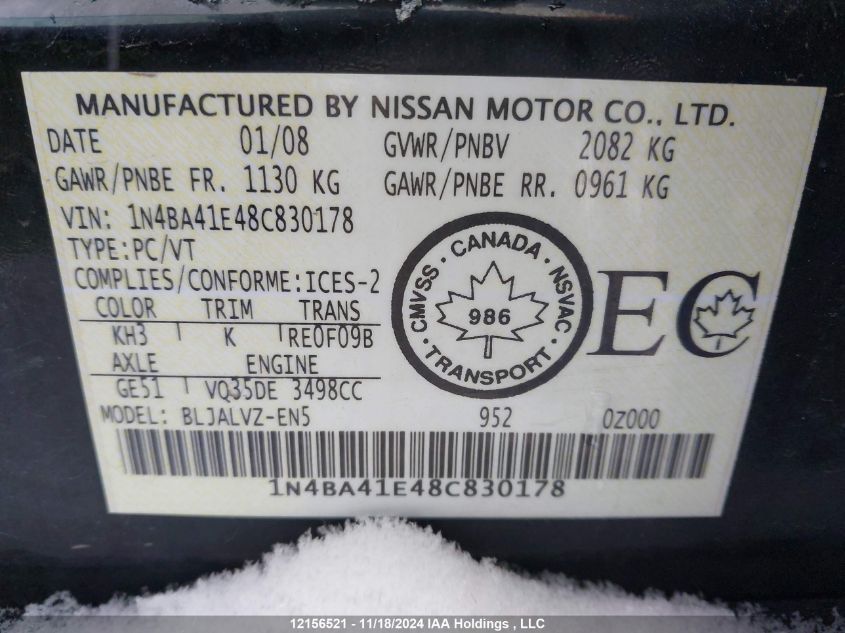 MANUFACTURED BY NISSAN MOTOR CO., LTD.
DATE 01/08 GVWR/PNBV 2082 KG
GAWR/PNBE FR. 1130 KG GAWR/PNBE RR. 0961 KG
VIN: 1N4BA41E48C830178
TYPE:PC/VT
COMPLIES/CONFORME:ICES-2
COLOR TRIM TRANS
KH3 K RE0F09B
AXLE ENGINE
GE51 VQ35DE 3498CC
MODEL: BLJALVZ-EN5 952 0Z000
CMVSS · CANADA · NSVAC · TRANSPORT ·
986
EC
1N4BA41E48C830178
12156521 - 11/18/2024 IAA Holdings , LLC